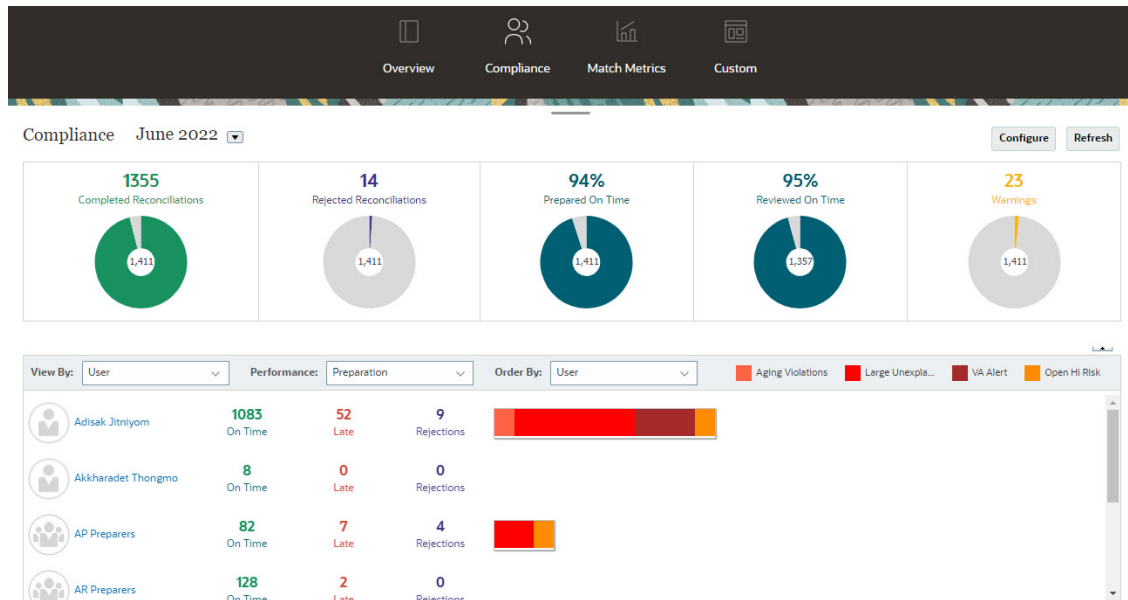 Overview Compliance Match Metrics Custom
Compliance June 2022 Configure Refresh
1355 14 94% 95% 23
Completed Reconciliations Rejected Reconciliations Prepared On Time Reviewed On Time Warnings
1,411 1,411 1,411 1,357 1,411
View By: User Performance: Preparation Order By: User Aging Violations Large Unexpla... VA Alert Open Hi Risk
Adisak Jitniyom 1083 52 9
On Time Late Rejections
Akkharadet Thongmo 8 0 0
On Time Late Rejections
AP Preparers 82 7 4
On Time Late Rejections
AR Preparers 128 2 0
On Time Late Rejections